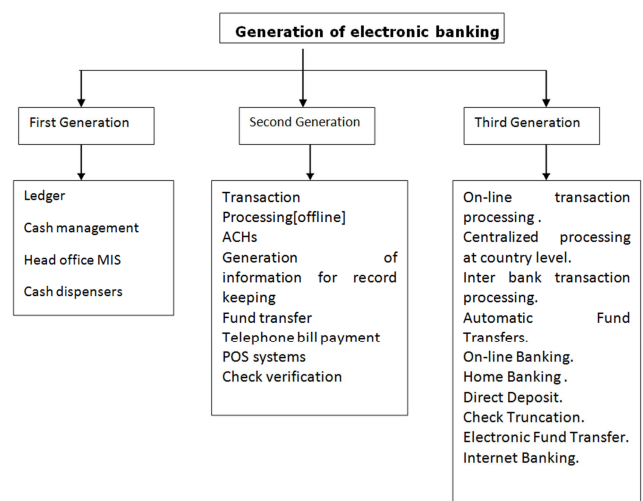 Generation of electronic banking
First Generation
Second Generation
Third Generation
Ledger
Cash management
Head office MIS
Cash dispensers
Transaction
Processing[offline]
ACHs
Generation of
information for record
keeping
Fund transfer
Telephone bill payment
POS systems
Check verification
On-line transaction
processing .
Centralized processing
at country level.
Inter bank transaction
processing.
Automatic Fund
Transfers.
On-line Banking.
Home Banking .
Direct Deposit.
Check Truncation.
Electronic Fund Transfer.
Internet Banking.